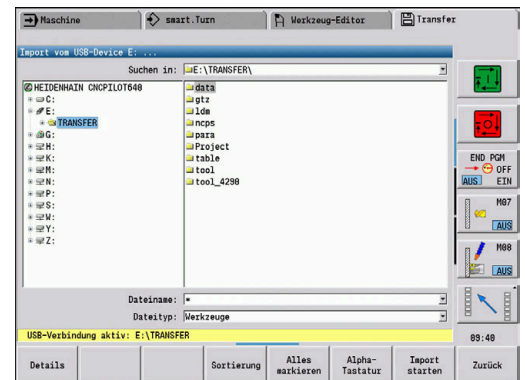 Maschine
smart.Turn
Werkzeug-Editor
Transfer
Import vom USB-Device E: ...
Suchen in: E:\TRANSFER\
HEIDENHAIN CNCPILOT640
C:
E:
TRANSFER
G:
H:
K:
M:
N:
P:
S:
W:
Y:
Z:
data
gtz
ldm
ncps
para
Project
table
tool
tool_4290
Dateiname: *
Dateityp: Werkzeuge
USB-Verbindung aktiv: E:\TRANSFER
END PGM
OFF
AUS EIN
M07
AUS
M08
AUS
09:40
Details
Sortierung
Alles markieren
Alpha-Tastatur
Import starten
Zurück